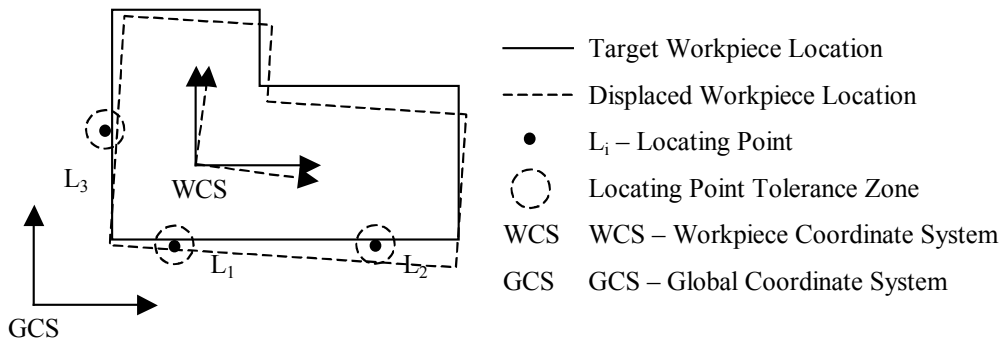 Target Workpiece Location
Displaced Workpiece Location
Lᵢ – Locating Point
Locating Point Tolerance Zone
WCS WCS – Workpiece Coordinate System
GCS GCS – Global Coordinate System
L₃
WCS
L₁
L₂
GCS